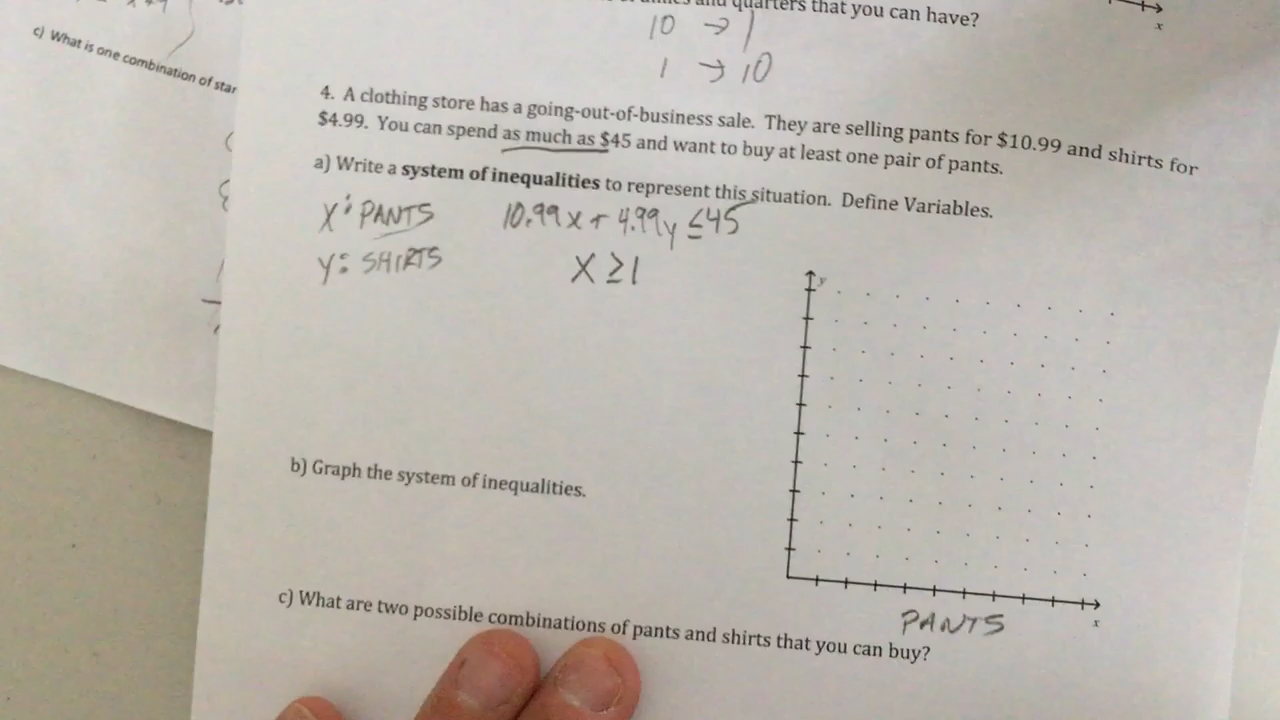 quarters that you can have?
10 → 1
1 → 10
c) What is one combination of star
4. A clothing store has a going-out-of-business sale. They are selling pants for $10.99 and shirts for
$4.99. You can spend as much as $45 and want to buy at least one pair of pants.
a) Write a system of inequalities to represent this situation. Define Variables.
X: PANTS 10.99x + 4.99y ≤ 45
y: SHIRTS X ≥ 1
y
b) Graph the system of inequalities.
PANTS
x
x
c) What are two possible combinations of pants and shirts that you can buy?